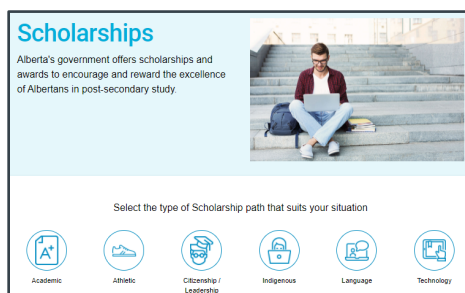 Scholarships
Alberta's government offers scholarships and
awards to encourage and reward the excellence
of Albertans in post-secondary study.
Select the type of Scholarship path that suits your situation
A+
Academic
Athletic
Citizenship /
Leadership
Indigenous
Language
Technology